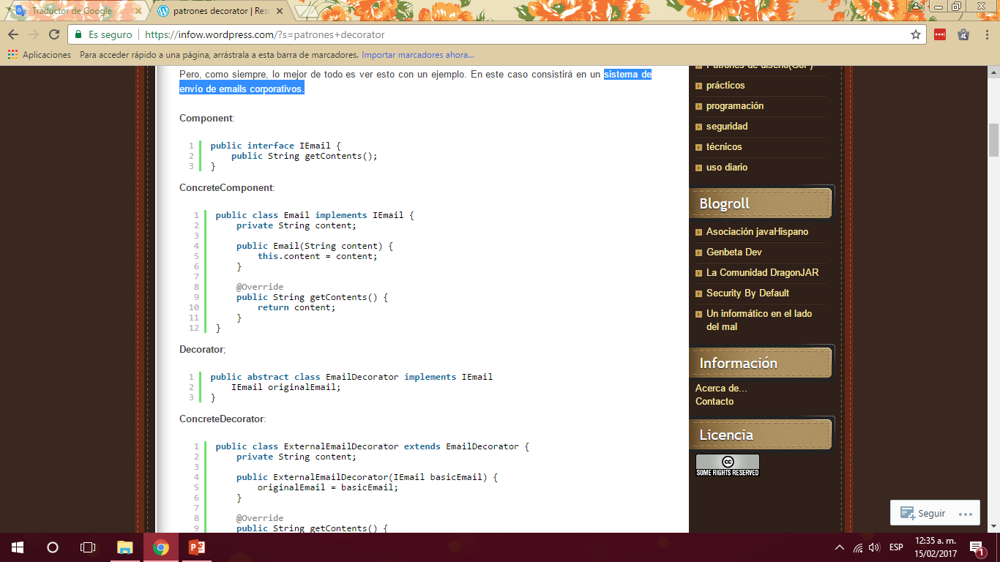 Traductor de Google
patrones decorator | Res
Es seguro
https://infow.wordpress.com/?s=patrones+decorator
Aplicaciones
Para acceder rápido a una página, arrástrala a esta barra de marcadores. Importar marcadores ahora...
Pero, como siempre, lo mejor de todo es ver esto con un ejemplo. En este caso consistirá en un sistema de
envío de emails corporativos.
Component:
1 public interface IEmail {
2 public String getContents();
3 }
ConcreteComponent:
1 public class Email implements IEmail {
2 private String content;
3
4 public Email(String content) {
5 this.content = content;
6 }
7
8 @Override
9 public String getContents() {
10 return content;
11 }
12 }
Decorator;
1 public abstract class EmailDecorator implements IEmail
2 IEmail originalEmail;
3 }
ConcreteDecorator:
1 public class ExternalEmailDecorator extends EmailDecorator {
2 private String content;
3
4 public ExternalEmailDecorator(IEmail basicEmail) {
5 originalEmail = basicEmail;
6 }
7
8 @Override
9 public String getContents() {
Patrones de diseño(GoF)
prácticos
programación
seguridad
técnicos
uso diario
Blogroll
Asociación javaHispano
Genbeta Dev
La Comunidad DragonJAR
Security By Default
Un informático en el lado
del mal
Información
Acerca de...
Contacto
Licencia
cc
SOME RIGHTS RESERVED
Seguir
ESP
12:35 a. m.
15/02/2017
1